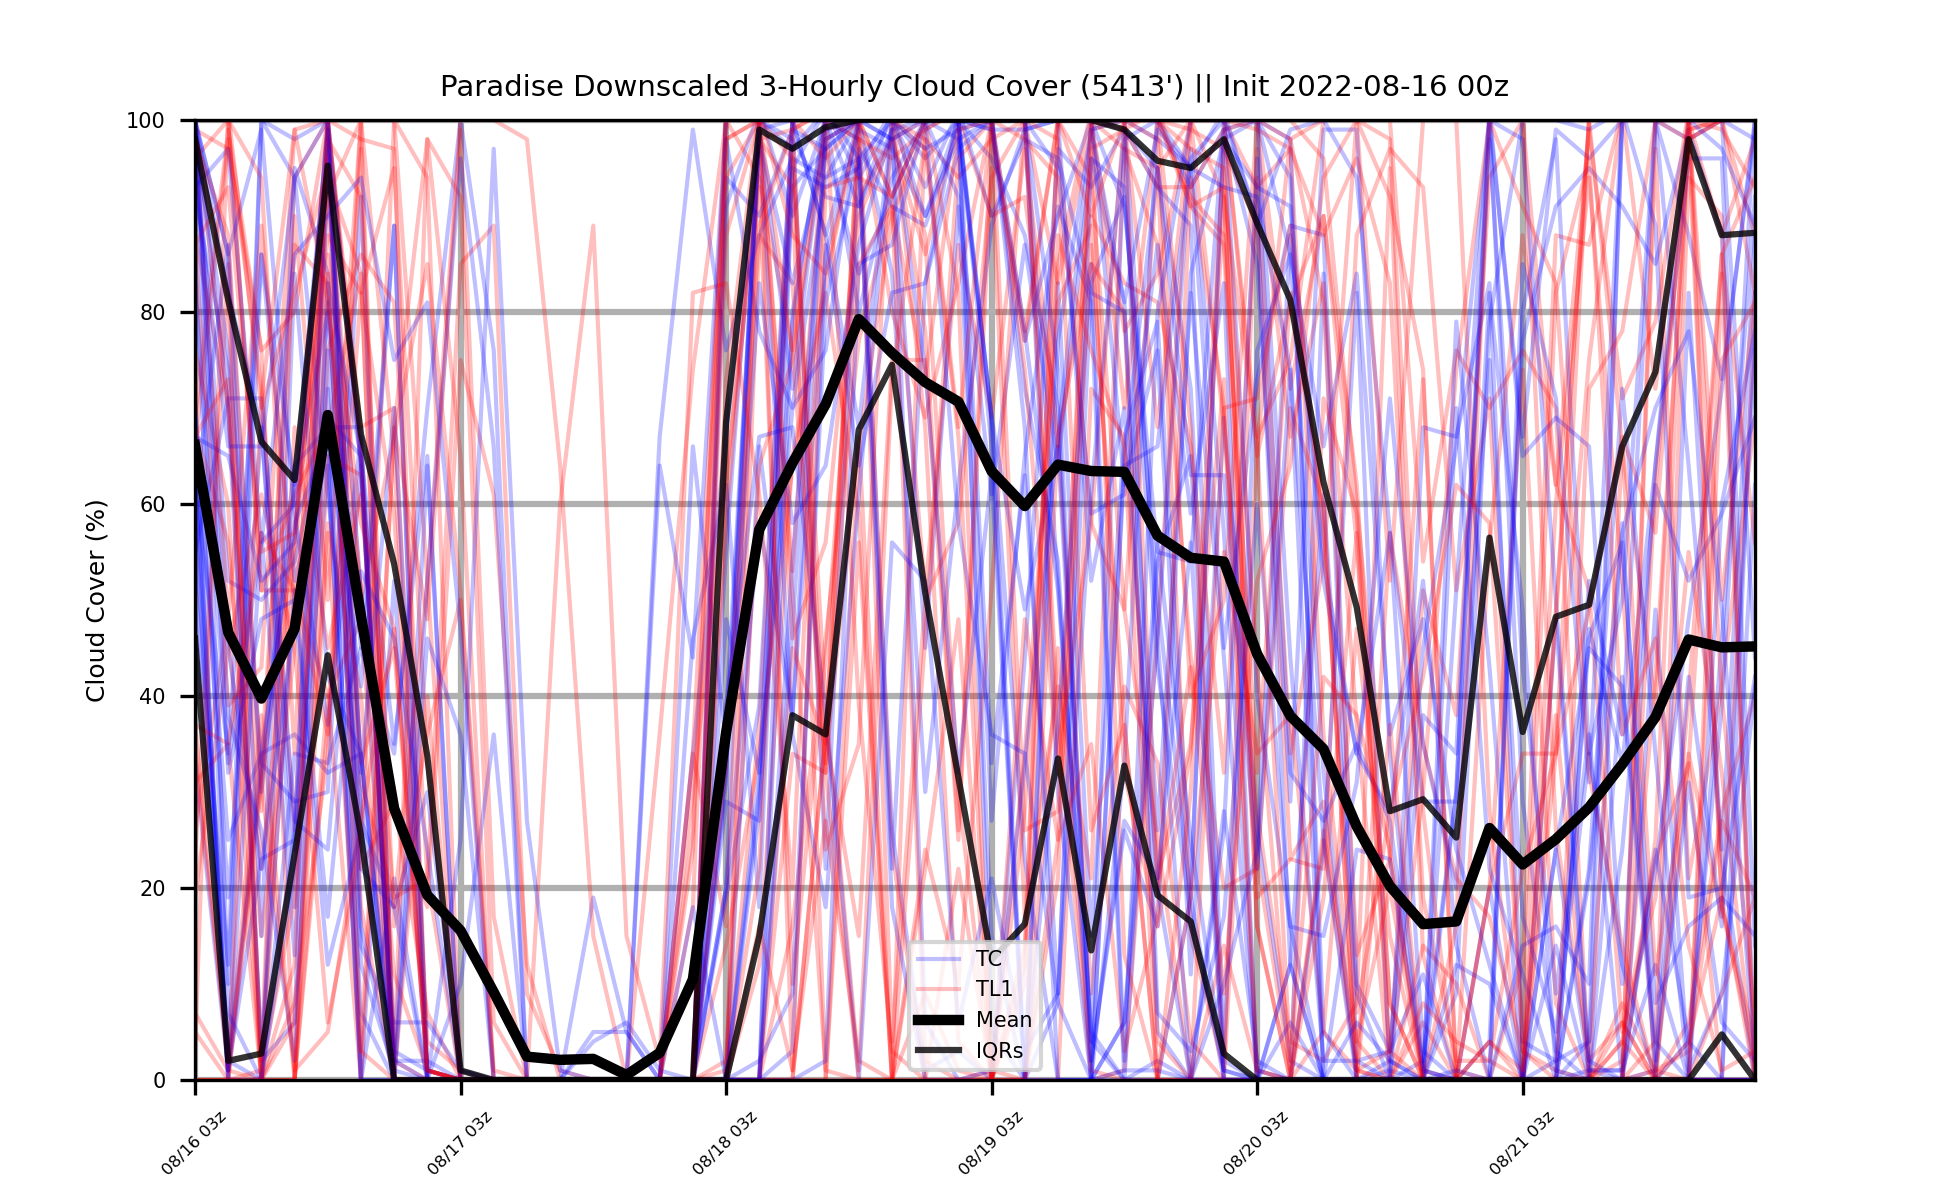 Paradise Downscaled 3-Hourly Cloud Cover (5413') || Init 2022-08-16 00z
100
80
60
40
20
0
Cloud Cover (%)
TC
TL1
Mean
IQRs
08/16 03z
08/17 03z
08/18 03z
08/19 03z
08/20 03z
08/21 03z